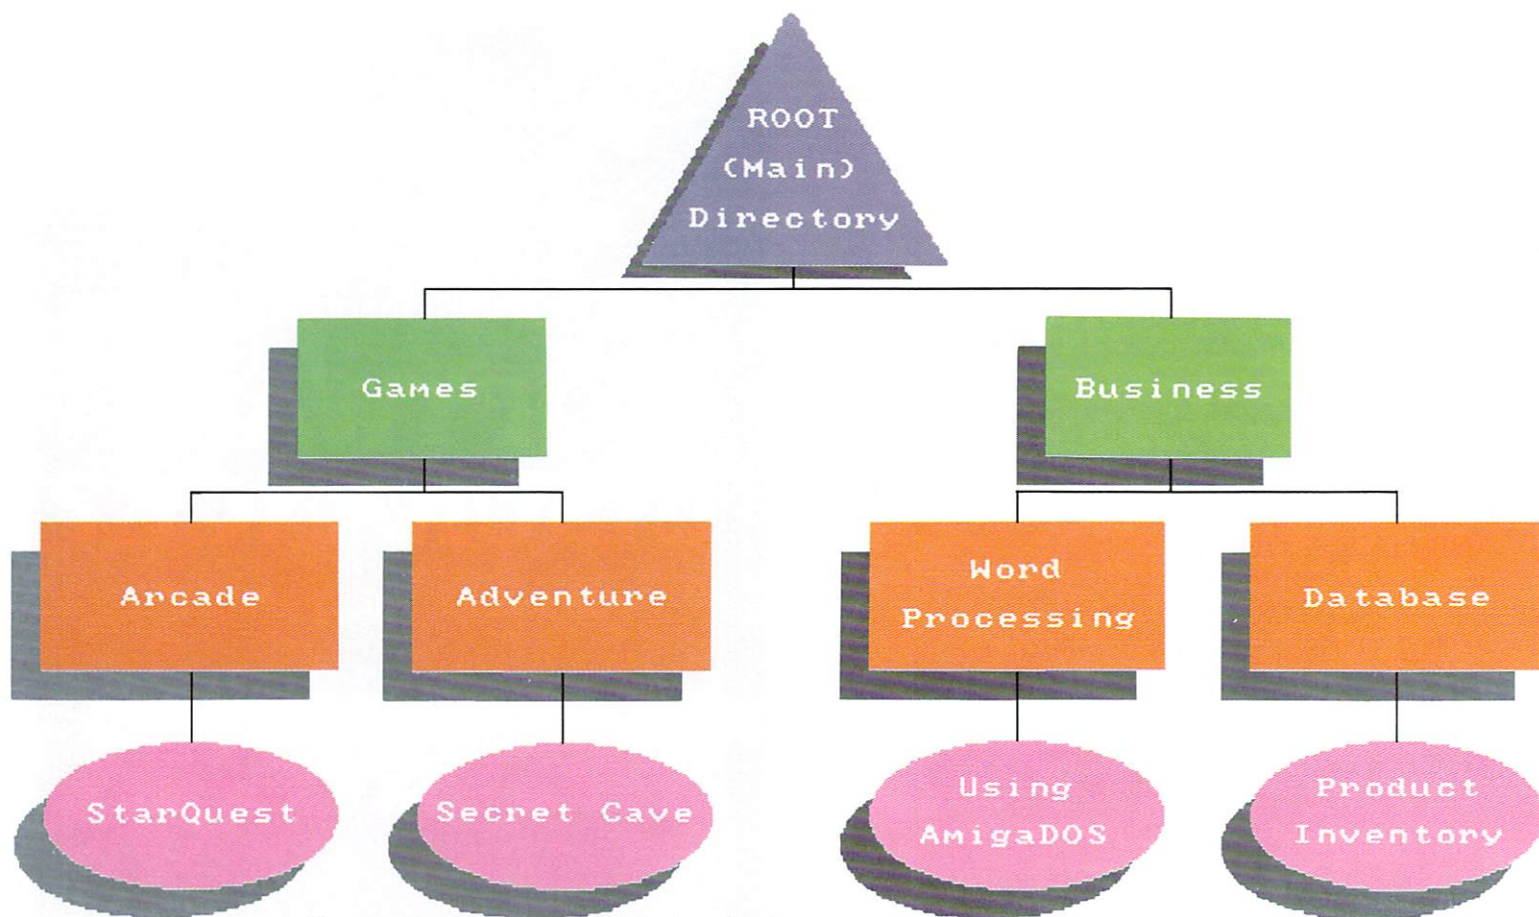 ROOT
(Main)
Directory
Games
Business
Arcade
Adventure
Word
Processing
Database
StarQuest
Secret Cave
Using
AmigaDOS
Product
Inventory